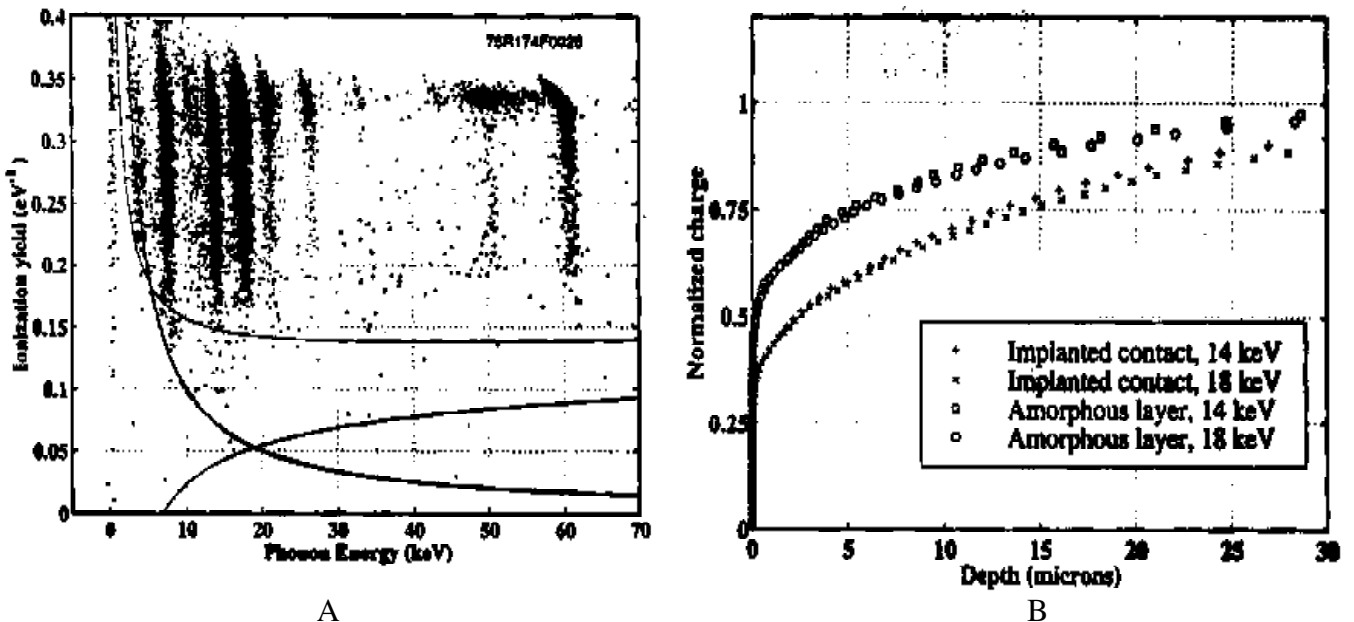 0.4
0.35
0.3
0.25
0.2
0.15
0.1
0.05
0
75R174F0026
Ionization yield (eV⁻¹)
0 10 20 30 40 50 60 70
Phonon Energy (keV)
A
1
0.75
0.5
0.25
0
Normalized charge
Implanted contact, 14 keV
Implanted contact, 18 keV
Amorphous layer, 14 keV
Amorphous layer, 18 keV
0 5 10 15 20 25 30
Depth (microns)
B